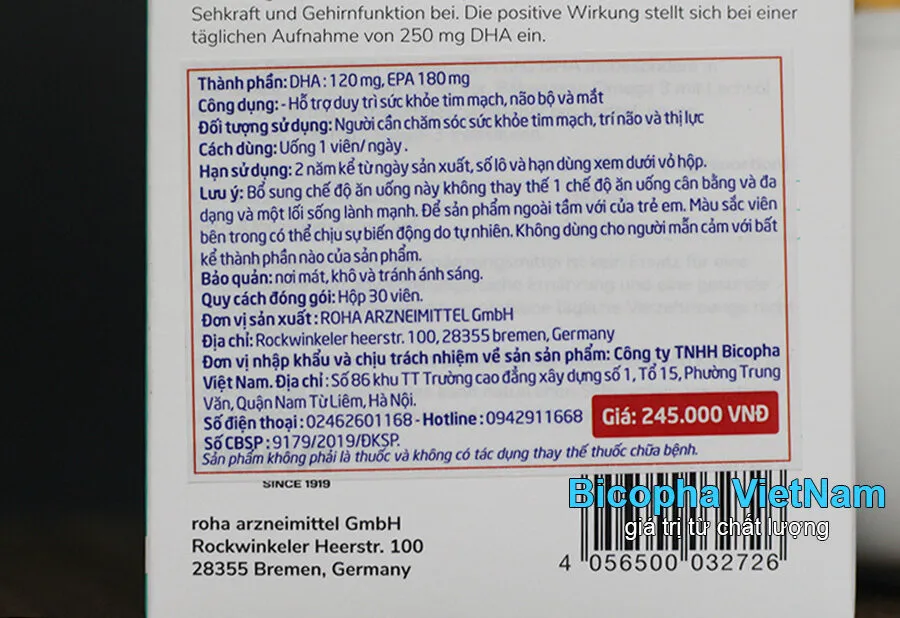 Sehkraft und Gehirnfunktion bei. Die positive Wirkung stellt sich bei einer
täglichen Aufnahme von 250 mg DHA ein.
Thành phần: DHA : 120 mg, EPA 180 mg
Công dụng: - Hỗ trợ duy trì sức khỏe tim mạch, não bộ và mắt
Đối tượng sử dụng: Người cần chăm sóc sức khỏe tim mạch, trí não và thị lực
Cách dùng: Uống 1 viên/ ngày .
Hạn sử dụng: 2 năm kể từ ngày sản xuất, số lô và hạn dùng xem dưới vỏ hộp.
Lưu ý: Bổ sung chế độ ăn uống này không thay thế 1 chế độ ăn uống cân bằng và đa
dạng và một lối sống lành mạnh. Để sản phẩm ngoài tầm với của trẻ em. Màu sắc viên
bên trong có thể chịu sự biến động do tự nhiên. Không dùng cho người mẫn cảm với bất
kể thành phần nào của sản phẩm.
Bảo quản: nơi mát, khô và tránh ánh sáng.
Quy cách đóng gói: Hộp 30 viên.
Đơn vị sản xuất : ROHA ARZNEIMITTEL GmbH
Địa chỉ: Rockwinkeler heerstr. 100, 28355 bremen, Germany
Đơn vị nhập khẩu và chịu trách nhiệm về sản sản phẩm: Công ty TNHH Bicopha
Việt Nam. Địa chỉ : Số 86 khu TT Trường cao đẳng xây dựng số 1, Tổ 15, Phường Trung
Văn, Quận Nam Từ Liêm, Hà Nội.
Số điện thoại : 02462601168 - Hotline : 0942911668
Giá: 245.000 VNĐ
Số CBSP : 9179/2019/ĐKSP.
Sản phẩm không phải là thuốc và không có tác dụng thay thế thuốc chữa bệnh.
SINCE 1919
Bicopha VietNam
giá trị từ chất lượng
roha arzneimittel GmbH
Rockwinkeler Heerstr. 100
28355 Bremen, Germany
4 056500 032726